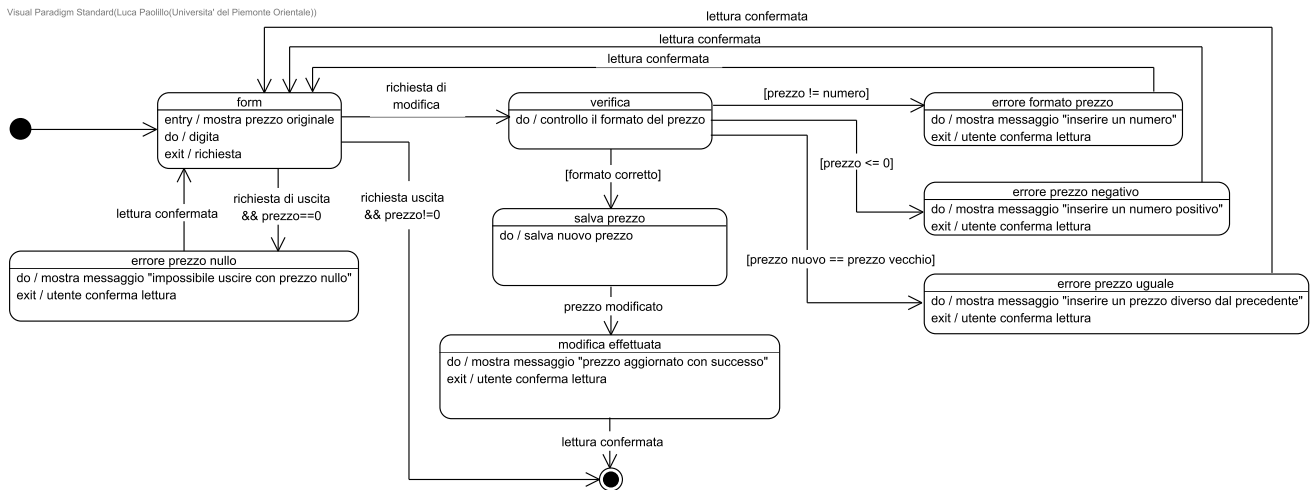 Visual Paradigm Standard(Luca Paolillo(Universita' del Piemonte Orientale))
lettura confermata
lettura confermata
lettura confermata
form
entry / mostra prezzo originale
do / digita
exit / richiesta
richiesta di
modifica
verifica
do / controllo il formato del prezzo
[prezzo != numero]
errore formato prezzo
do / mostra messaggio "inserire un numero"
exit / utente conferma lettura
[prezzo <= 0]
[formato corretto]
errore prezzo negativo
do / mostra messaggio "inserire un numero positivo"
exit / utente conferma lettura
lettura confermata
richiesta di uscita
&& prezzo==0
richiesta uscita
&& prezzo!=0
salva prezzo
do / salva nuovo prezzo
[prezzo nuovo == prezzo vecchio]
errore prezzo nullo
do / mostra messaggio "impossibile uscire con prezzo nullo"
exit / utente conferma lettura
errore prezzo uguale
do / mostra messaggio "inserire un prezzo diverso dal precedente"
exit / utente conferma lettura
prezzo modificato
modifica effettuata
do / mostra messaggio "prezzo aggiornato con successo"
exit / utente conferma lettura
lettura confermata